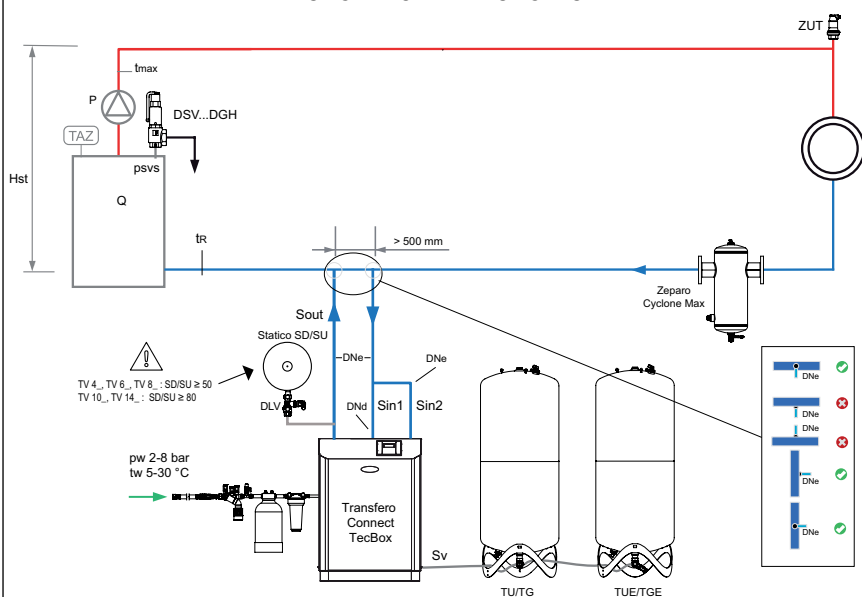 ZUT
tmax
P
DSV...DGH
TAZ
psvs
Hst
Q
tR
> 500 mm
Zeparo
Cyclone Max
Sout
Statico SD/SU
DNe
DNe
TV 4_, TV 6_, TV 8_ : SD/SU ≥ 50
TV 10_, TV 14_ : SD/SU ≥ 80
DLV
DNd
Sin1
Sin2
pw 2-8 bar
tw 5-30 °C
Transfero
Connect
TecBox
Sv
TU/TG
TUE/TGE
DNe
DNe
DNe
DNe
DNe